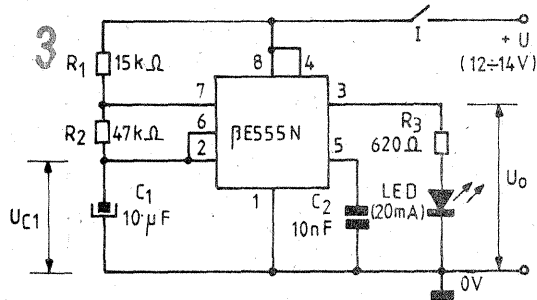 3
I
+ U
(12÷14V)
R1 15kΩ
8 4
7 3
R2 47kΩ
6
2
βE555N
5
R3
620Ω
UO
UC1
C1
10µF
1
C2
10nF
LED
(20mA)
0V